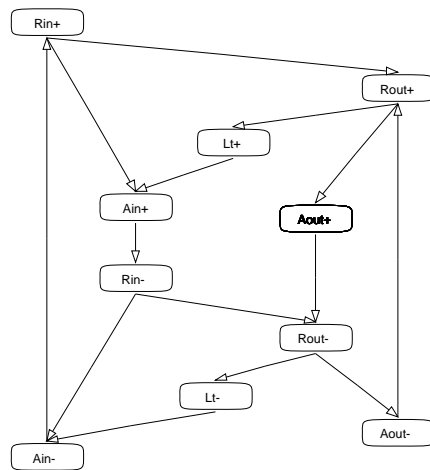 Rin+
Rout+
Lt+
Ain+
Aout+
Rin-
Rout-
Lt-
Aout-
Ain-